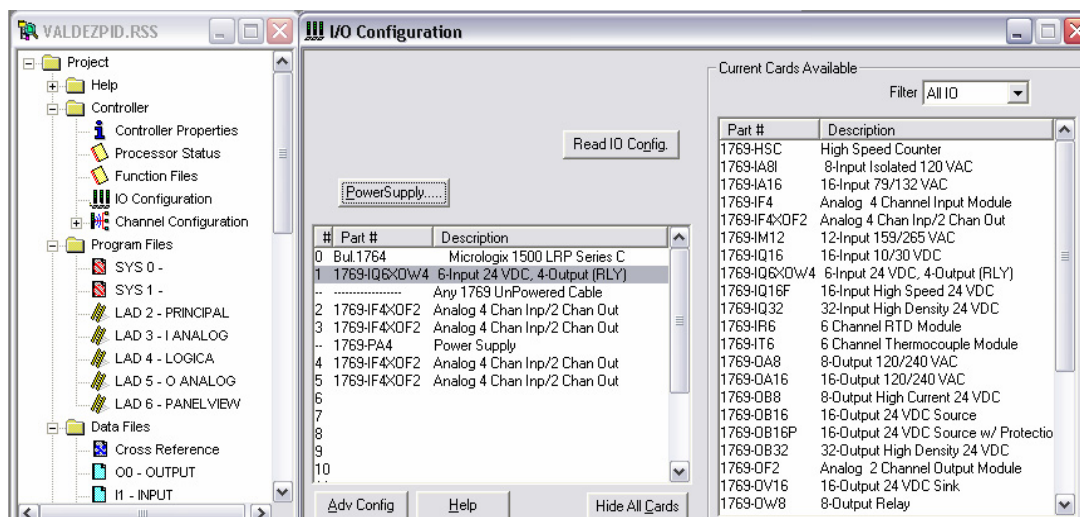 VALDEZPID.RSS
Project
Help
Controller
Controller Properties
Processor Status
Function Files
IO Configuration
Channel Configuration
Program Files
SYS 0 -
SYS 1 -
LAD 2 - PRINCIPAL
LAD 3 - I ANALOG
LAD 4 - LOGICA
LAD 5 - O ANALOG
LAD 6 - PANELVIEW
Data Files
Cross Reference
O0 - OUTPUT
I1 - INPUT
I/O Configuration
Read IO Config.
PowerSupply.....
# Part # Description
0 Bul.1764 Micrologix 1500 LRP Series C
1 1769-IQ6XOW4 6-Input 24 VDC, 4-Output (RLY)
-- ---------------- Any 1769 UnPowered Cable
2 1769-IF4XOF2 Analog 4 Chan Inp/2 Chan Out
3 1769-IF4XOF2 Analog 4 Chan Inp/2 Chan Out
-- 1769-PA4 Power Supply
4 1769-IF4XOF2 Analog 4 Chan Inp/2 Chan Out
5 1769-IF4XOF2 Analog 4 Chan Inp/2 Chan Out
6
7
8
9
10
Adv Config Help Hide All Cards
Current Cards Available
Filter All IO
Part # Description
1769-HSC High Speed Counter
1769-IA8I 8-Input Isolated 120 VAC
1769-IA16 16-Input 79/132 VAC
1769-IF4 Analog 4 Channel Input Module
1769-IF4XOF2 Analog 4 Chan Inp/2 Chan Out
1769-IM12 12-Input 159/265 VAC
1769-IQ16 16-Input 10/30 VDC
1769-IQ6XOW4 6-Input 24 VDC, 4-Output (RLY)
1769-IQ16F 16-Input High Speed 24 VDC
1769-IQ32 32-Input High Density 24 VDC
1769-IR6 6 Channel RTD Module
1769-IT6 6 Channel Thermocouple Module
1769-OA8 8-Output 120/240 VAC
1769-OA16 16-Output 120/240 VAC
1769-OB8 8-Output High Current 24 VDC
1769-OB16 16-Output 24 VDC Source
1769-OB16P 16-Output 24 VDC Source w/ Protectio
1769-OB32 32-Output High Density 24 VDC
1769-OF2 Analog 2 Channel Output Module
1769-OV16 16-Output 24 VDC Sink
1769-OW8 8-Output Relay